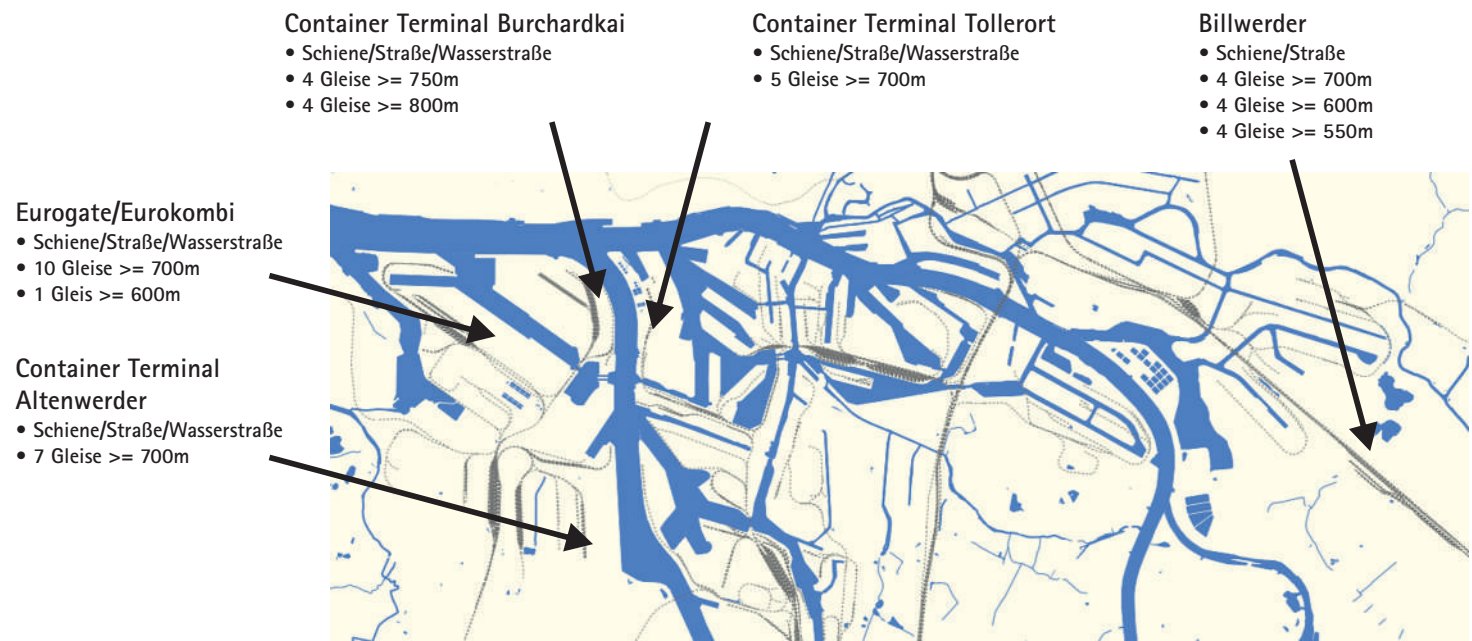 Container Terminal Burchardkai
• Schiene/Straße/Wasserstraße
• 4 Gleise >= 750m
• 4 Gleise >= 800m
Container Terminal Tollerort
• Schiene/Straße/Wasserstraße
• 5 Gleise >= 700m
Billwerder
• Schiene/Straße
• 4 Gleise >= 700m
• 4 Gleise >= 600m
• 4 Gleise >= 550m
Eurogate/Eurokombi
• Schiene/Straße/Wasserstraße
• 10 Gleise >= 700m
• 1 Gleis >= 600m
Container Terminal
Altenwerder
• Schiene/Straße/Wasserstraße
• 7 Gleise >= 700m